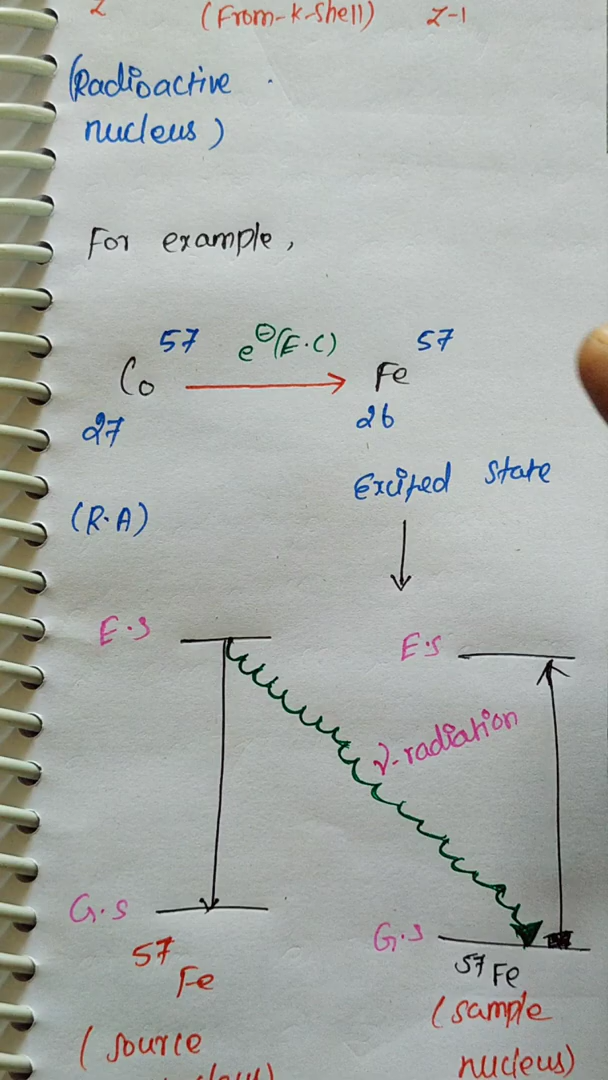 Z (From-k-shell) Z-1
(Radioactive
nucleus)
For example,
57 e⊖(E.C) 57
Co → Fe
27 26
Excited state
(R.A)
↓
E.S E.S
γ-radiation
G.S G.S
57Fe 57Fe
(source (sample
nucleus)